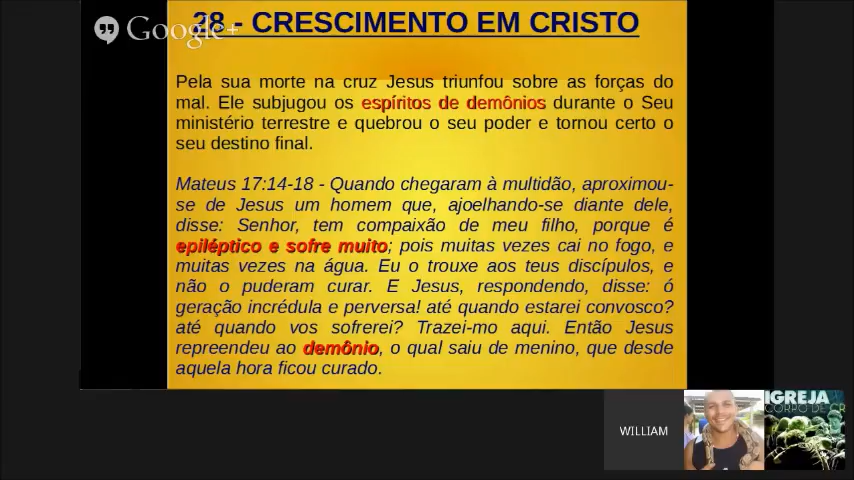 Google+
28 - CRESCIMENTO EM CRISTO
Pela sua morte na cruz Jesus triunfou sobre as forças do
mal. Ele subjugou os espíritos de demônios durante o Seu
ministério terrestre e quebrou o seu poder e tornou certo o
seu destino final.
Mateus 17:14-18 - Quando chegaram à multidão, aproximou-
se de Jesus um homem que, ajoelhando-se diante dele,
disse: Senhor, tem compaixão de meu filho, porque é
epiléptico e sofre muito; pois muitas vezes cai no fogo, e
muitas vezes na água. Eu o trouxe aos teus discípulos, e
não o puderam curar. E Jesus, respondendo, disse: ó
geração incrédula e perversa! até quando estarei convosco?
até quando vos sofrerei? Trazei-mo aqui. Então Jesus
repreendeu ao demônio, o qual saiu de menino, que desde
aquela hora ficou curado.
WILLIAM
IGREJA
CORPO DE CR